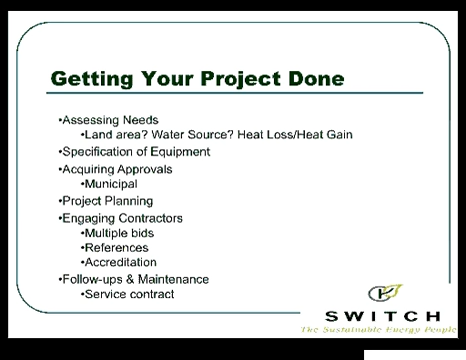 Getting Your Project Done
•Assessing Needs
•Land area? Water Source? Heat Loss/Heat Gain
•Specification of Equipment
•Acquiring Approvals
•Municipal
•Project Planning
•Engaging Contractors
•Multiple bids
•References
•Accreditation
•Follow-ups & Maintenance
•Service contract
SWITCH
The Sustainable Energy People